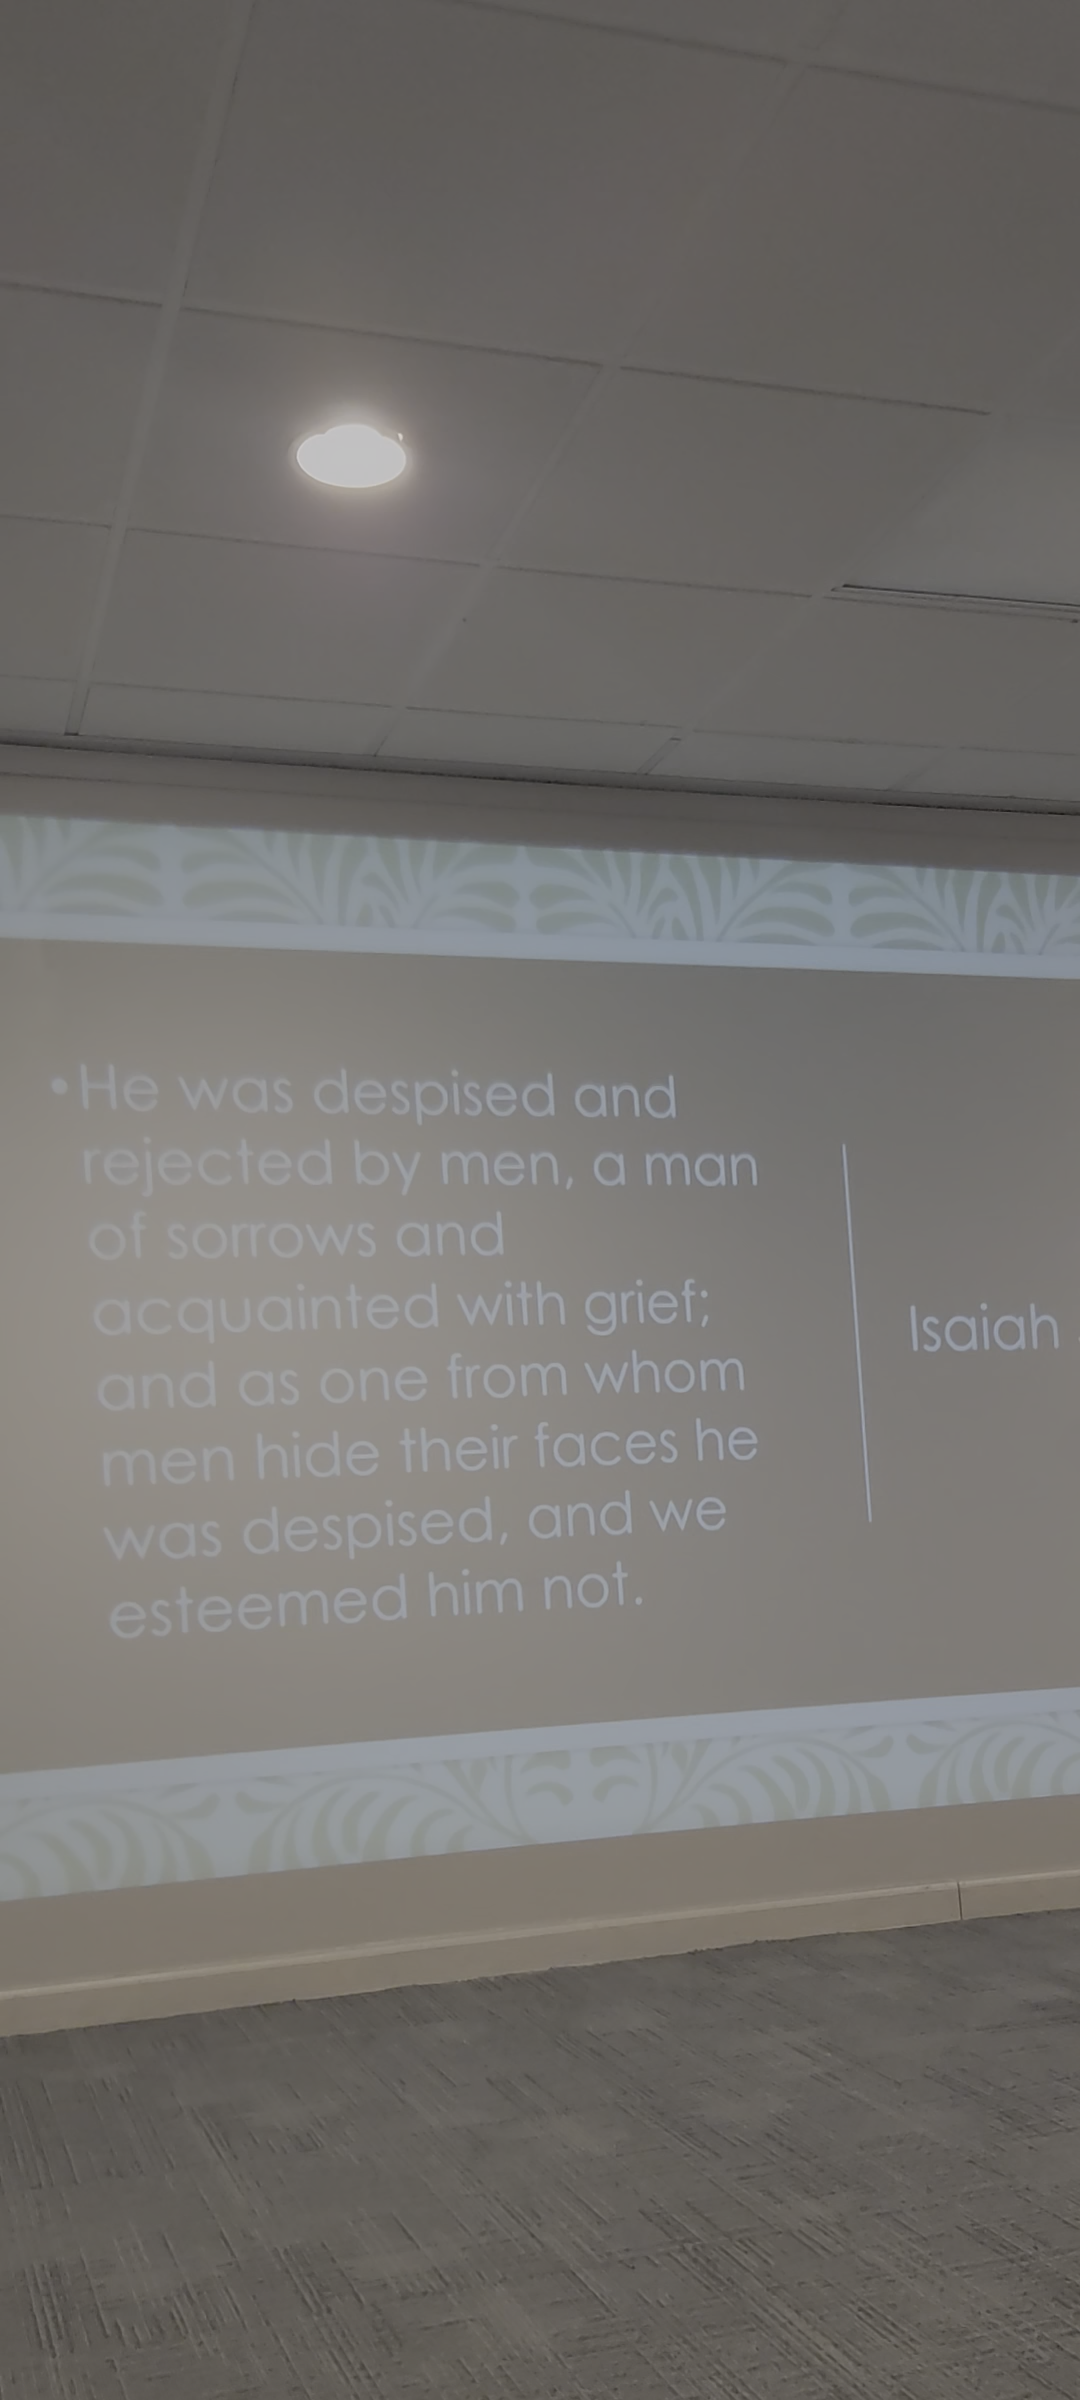 •He was despised and
rejected by men, a man
of sorrows and
acquainted with grief;
and as one from whom
men hide their faces he
was despised, and we
esteemed him not.
Isaiah